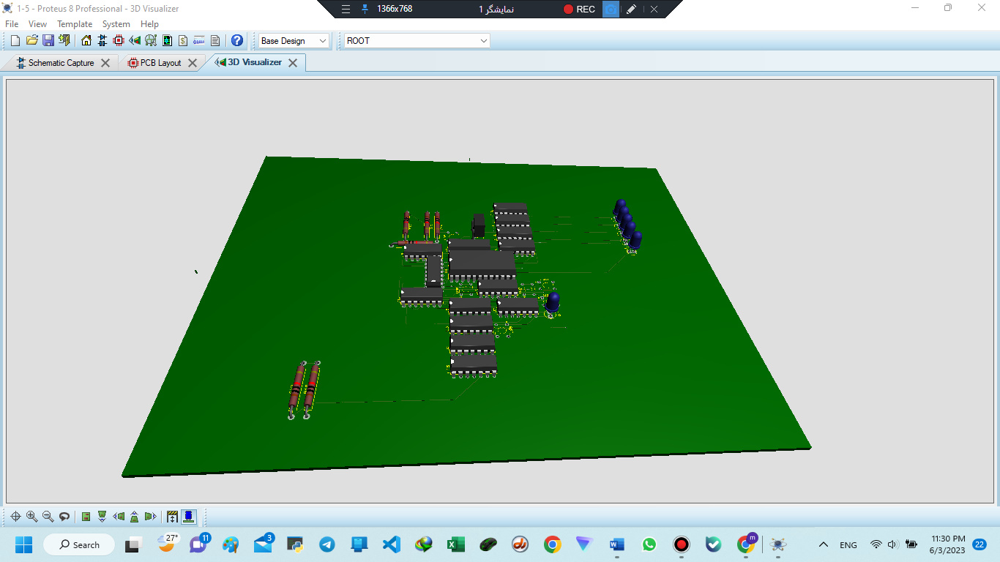 1-5 - Proteus 8 Professional - 3D Visualizer
1366x768
نمایشگر 1
REC
File View Template System Help
Base Design
ROOT
Schematic Capture
PCB Layout
3D Visualizer
27°
11
3
m
Search
ENG
11:30 PM
6/3/2023
22